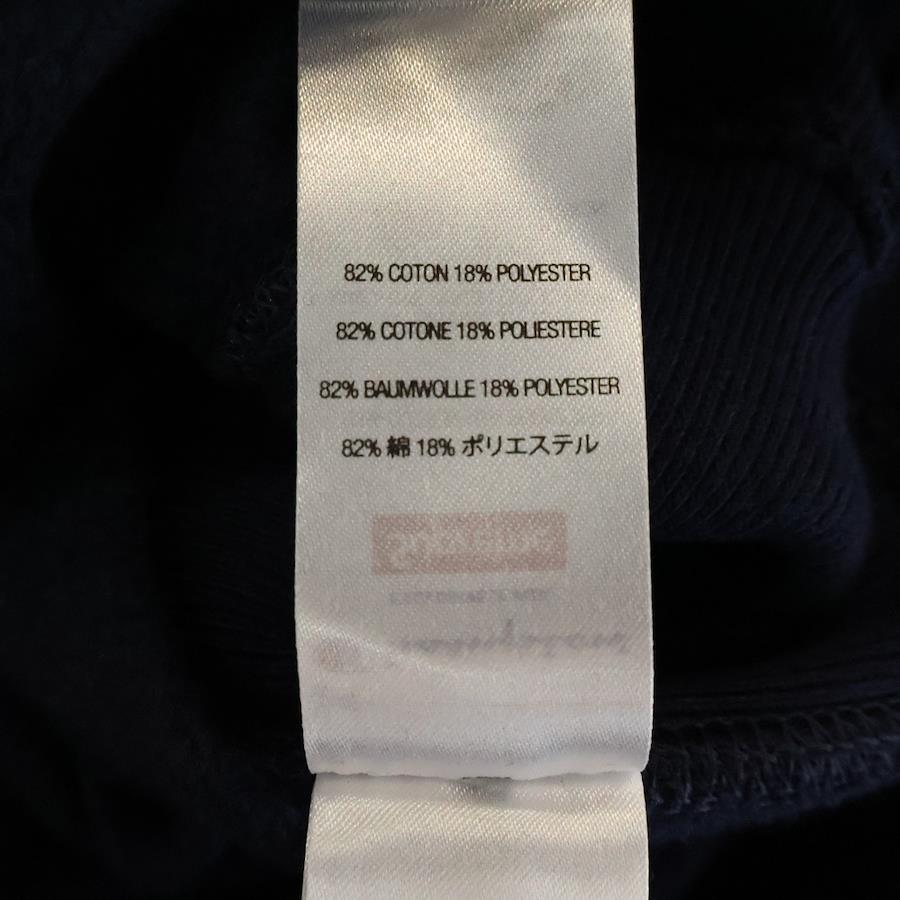 82% COTON 18% POLYESTER
82% COTONE 18% POLIESTERE
82% BAUMWOLLE 18% POLYESTER
82% 綿 18% ポリエステル